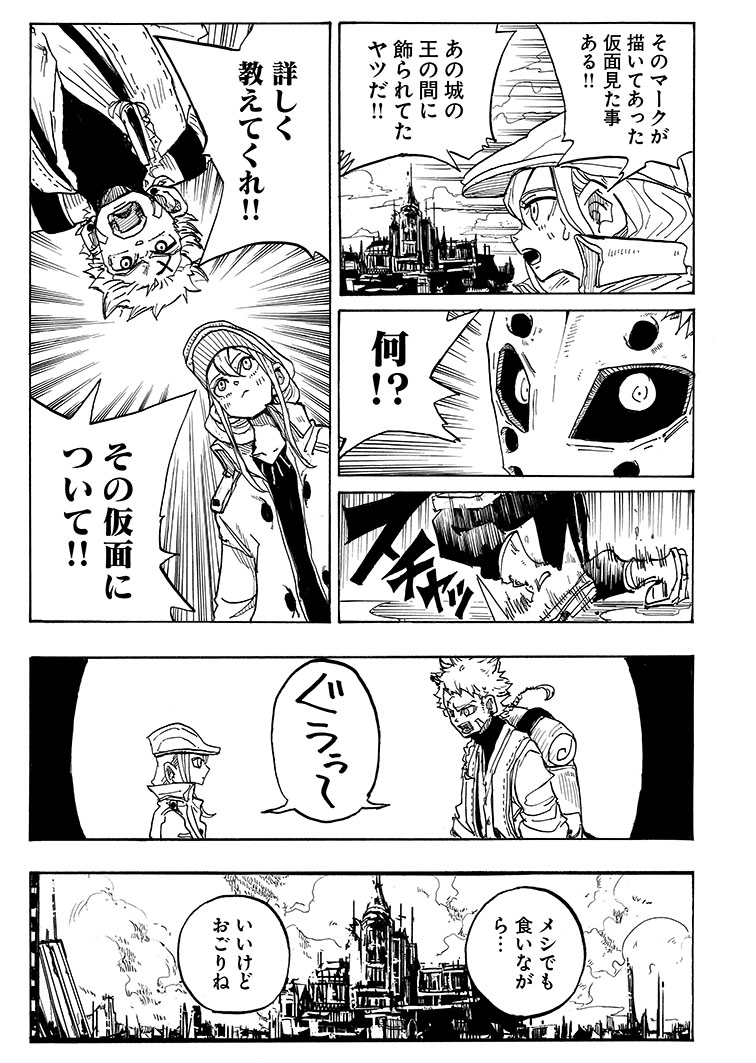 そのマークが
描いてあった
仮面見た事
ある!!
あの城の
王の間に
飾られてた
ヤツだ!!
何!?
スチャッ
詳しく
教えてくれ!!
その仮面に
ついて!!
ぐうぅ〜
メシでも
食いなが
ら…
いいけど
おごりね